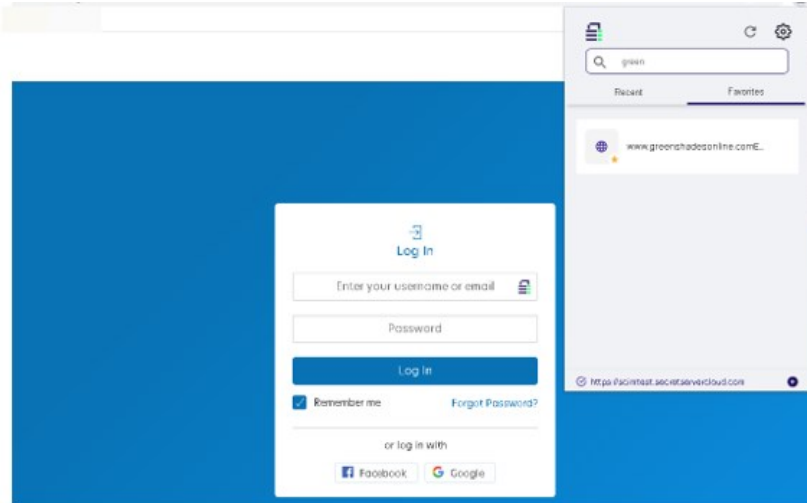 green
Recent Favorites
www.greenshadesonline.comE..
Log In
Enter your username or email
Password
Log In
Remember me Forgot Password?
or log in with
Facebook Google
https://scimtest.secretservercloud.com